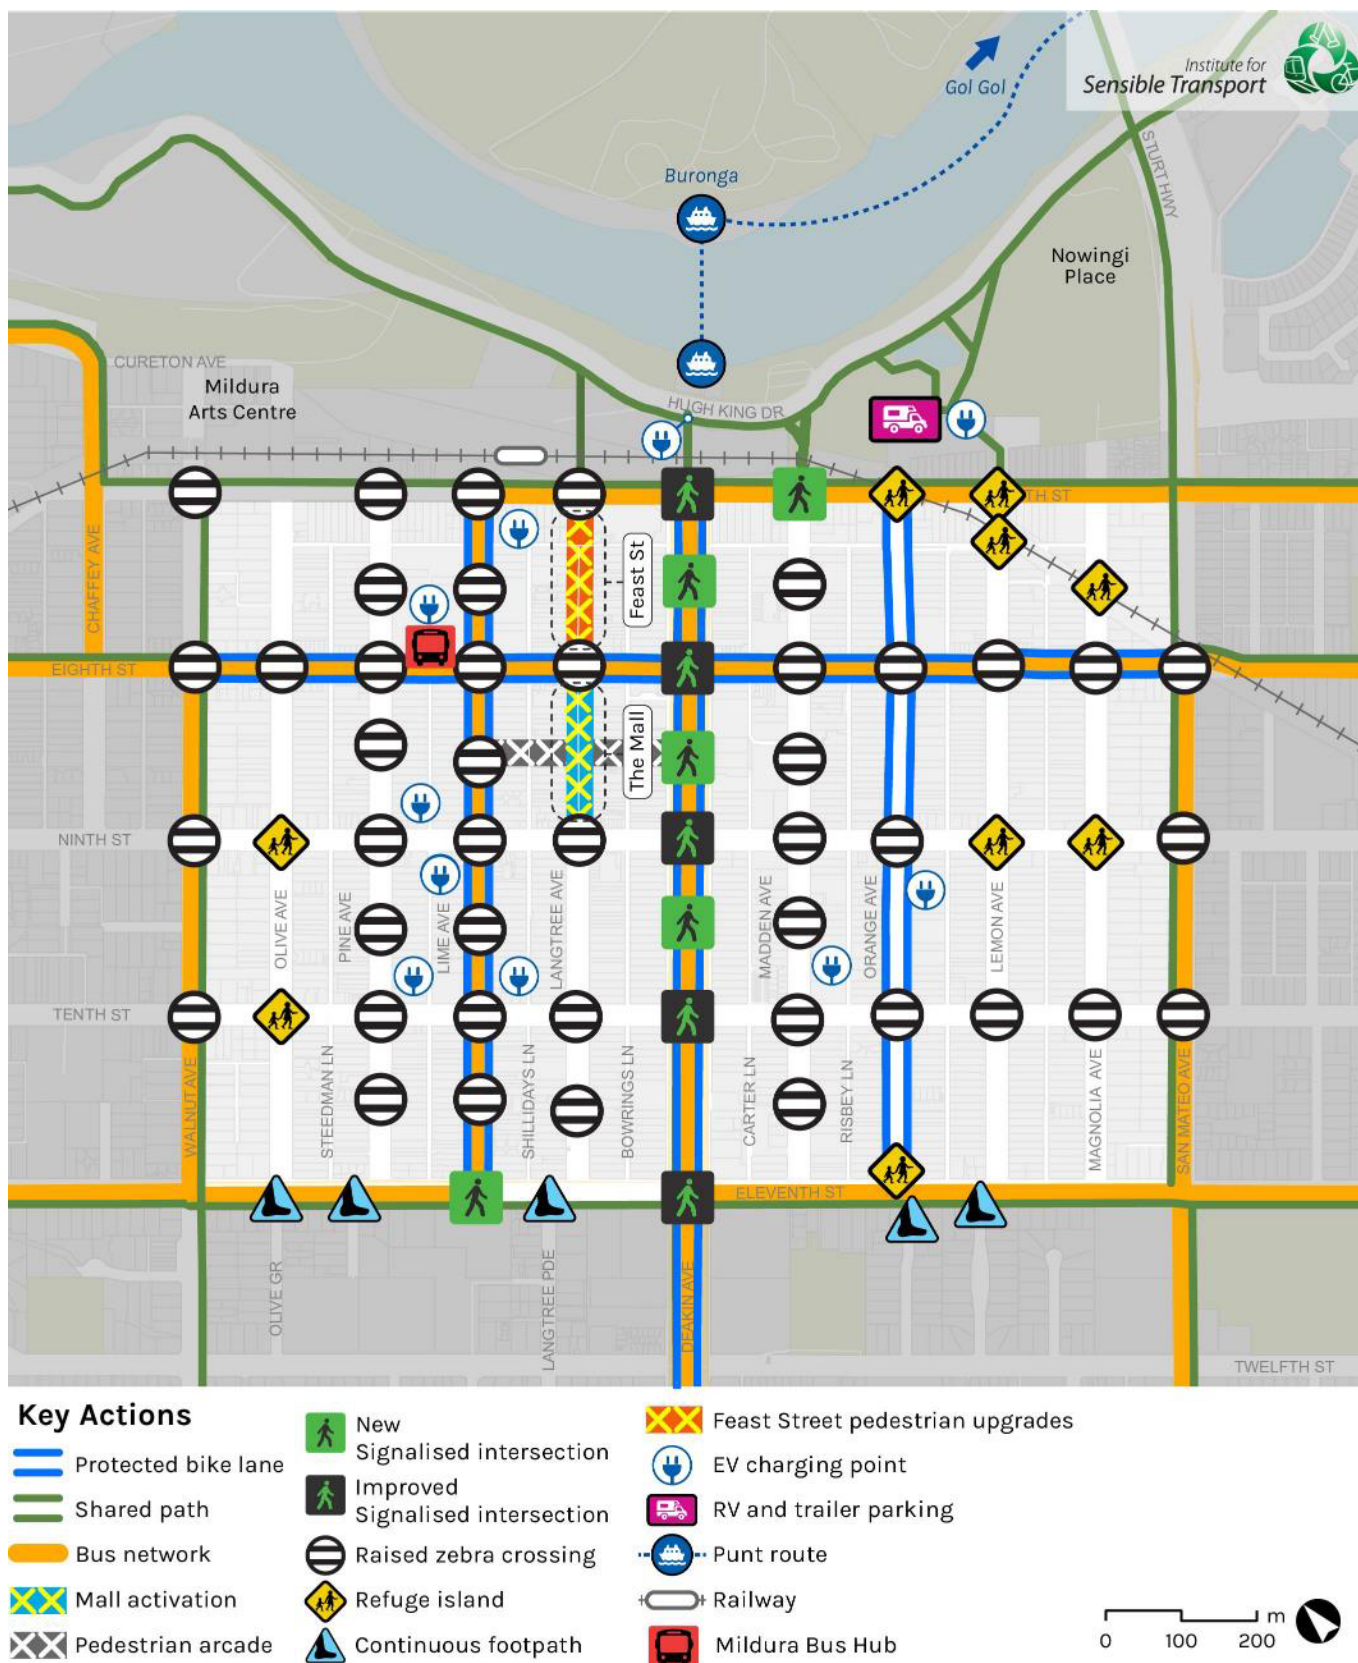 Institute for
Sensible Transport
Gol Gol
Buronga
STURT HWY
Nowingi
Place
CURETON AVE
Mildura
Arts Centre
HUGH KING DR
TH ST
CHAFFEY AVE
Feast St
EIGHTH ST
The Mall
NINTH ST
OLIVE AVE
PINE AVE
LIME AVE
LANGTREE AVE
MADDEN AVE
ORANGE AVE
LEMON AVE
TENTH ST
WALNUT AVE
STEEDMAN LN
SHILLIDAYS LN
BOWRINGS LN
CARTER LN
RISBEY LN
MAGNOLIA AVE
SAN MATEO AVE
ELEVENTH ST
OLIVE GR
LANGTREE PDE
DEAKIN AVE
TWELFTH ST
Key Actions
Protected bike lane
Shared path
Bus network
Mall activation
Pedestrian arcade
New
Signalised intersection
Improved
Signalised intersection
Raised zebra crossing
Refuge island
Continuous footpath
Feast Street pedestrian upgrades
EV charging point
RV and trailer parking
Punt route
Railway
Mildura Bus Hub
m
0 100 200